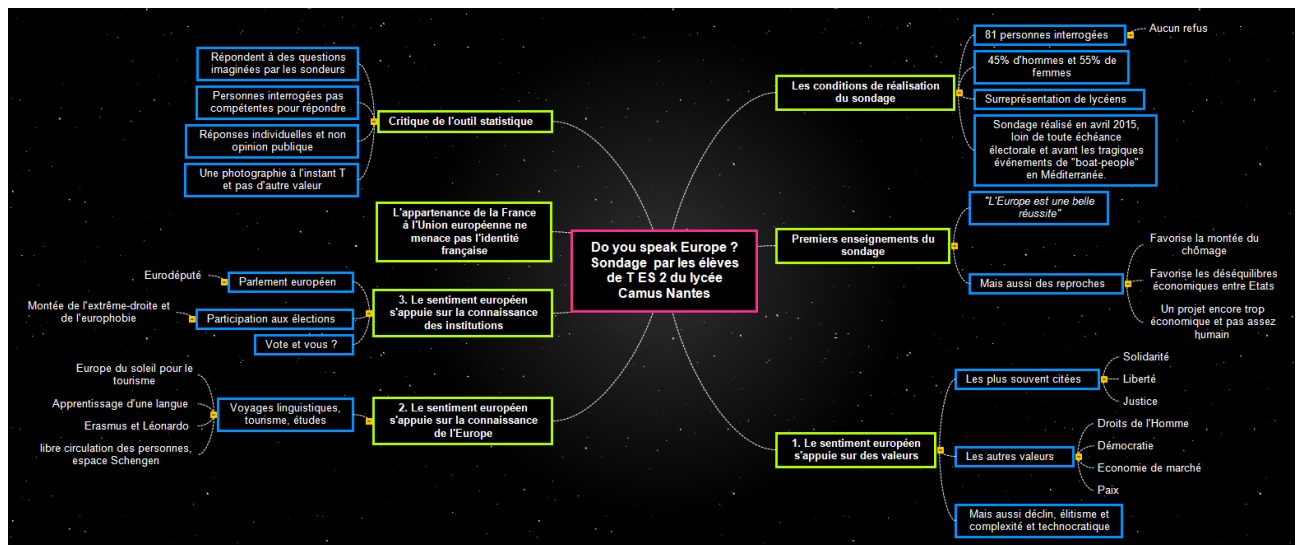 Do you speak Europe ?
Sondage par les élèves
de T ES 2 du lycée
Camus Nantes
Les conditions de réalisation
du sondage
81 personnes interrogées
Aucun refus
45% d'hommes et 55% de
femmes
Surreprésentation de lycéens
Sondage réalisé en avril 2015,
loin de toute échéance
électorale et avant les tragiques
événements de "boat-people"
en Méditerranée.
Premiers enseignements du
sondage
"L'Europe est une belle
réussite"
Mais aussi des reproches
Favorise la montée du
chômage
Favorise les déséquilibres
économiques entre Etats
Un projet encore trop
économique et pas assez
humain
1. Le sentiment européen
s'appuie sur des valeurs
Les plus souvent citées
Solidarité
Liberté
Justice
Les autres valeurs
Droits de l'Homme
Démocratie
Economie de marché
Paix
Mais aussi déclin, élitisme et
complexité et technocratique
2. Le sentiment européen
s'appuie sur la connaissance
de l'Europe
Voyages linguistiques,
tourisme, études
Europe du soleil pour le
tourisme
Apprentissage d'une langue
Erasmus et Léonardo
libre circulation des personnes,
espace Schengen
3. Le sentiment européen
s'appuie sur la connaissance
des institutions
Parlement européen
Eurodéputé
Participation aux élections
Montée de l'extrême-droite et
de l'europhobie
Vote et vous ?
L'appartenance de la France
à l'Union européenne ne
menace pas l'identité
française
Critique de l'outil statistique
Répondent à des questions
imaginées par les sondeurs
Personnes interrogées pas
compétentes pour répondre
Réponses individuelles et non
opinion publique
Une photographie à l'instant T
et pas d'autre valeur